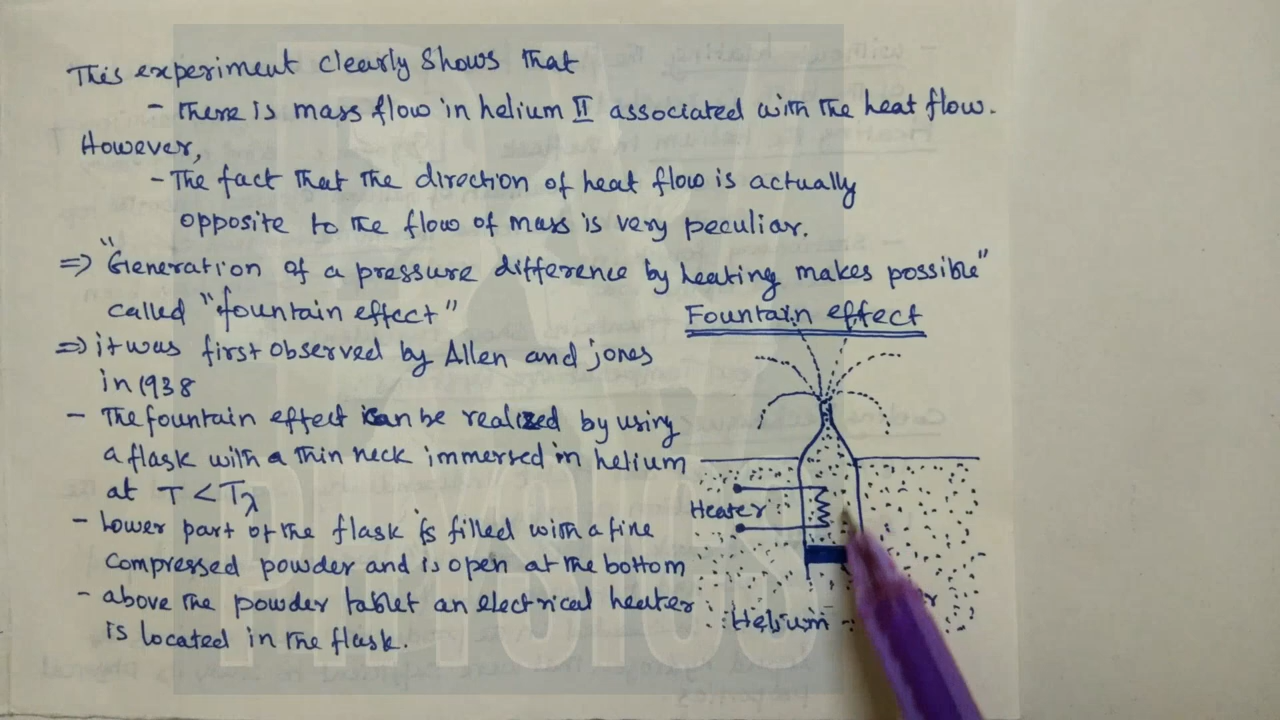 This experiment clearly shows that
- There is mass flow in helium II associated with the heat flow.
However,
- The fact that the direction of heat flow is actually
opposite to the flow of mass is very peculiar.
⇒ "Generation of a pressure difference by heating makes possible"
called "fountain effect"
Fountain effect
⇒ it was first observed by Allen and jones
in 1938
- The fountain effect can be realized by using
a flask with a thin neck immersed in helium
at T < Tλ
- lower part of the flask is filled with a fine
compressed powder and is open at the bottom
- above the powder tablet an electrical heater
is located in the flask.
Heater
Helium
PHYSICS